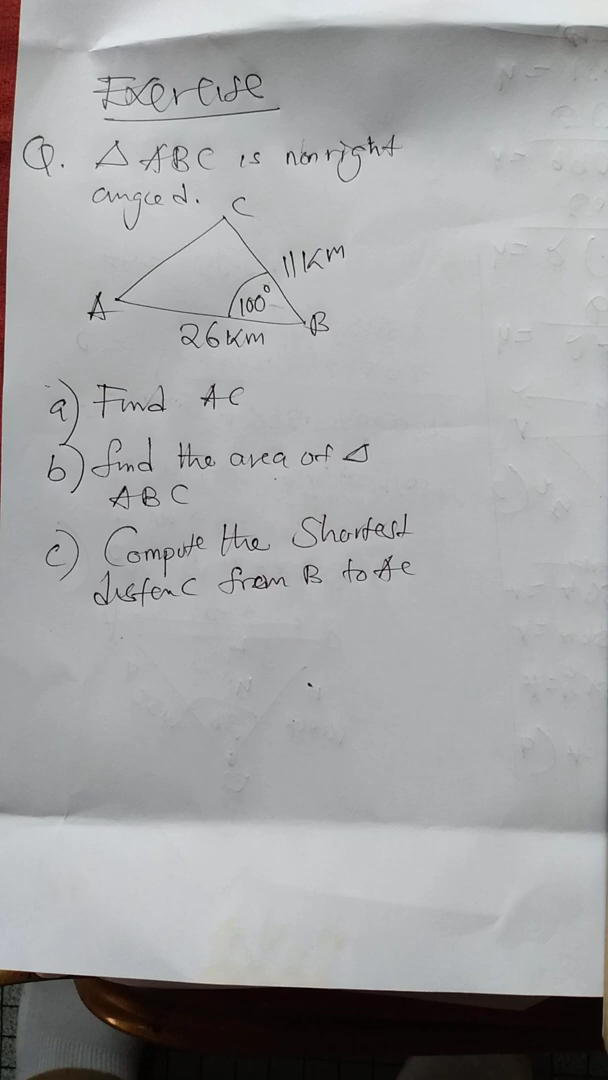 Exercise
Q. Δ ABC is non right
angled.
C
11Km
A
100°
B
26Km
a) Find AC
b) find the area of Δ
ABC
c) Compute the Shortest
distenc from B to Ac